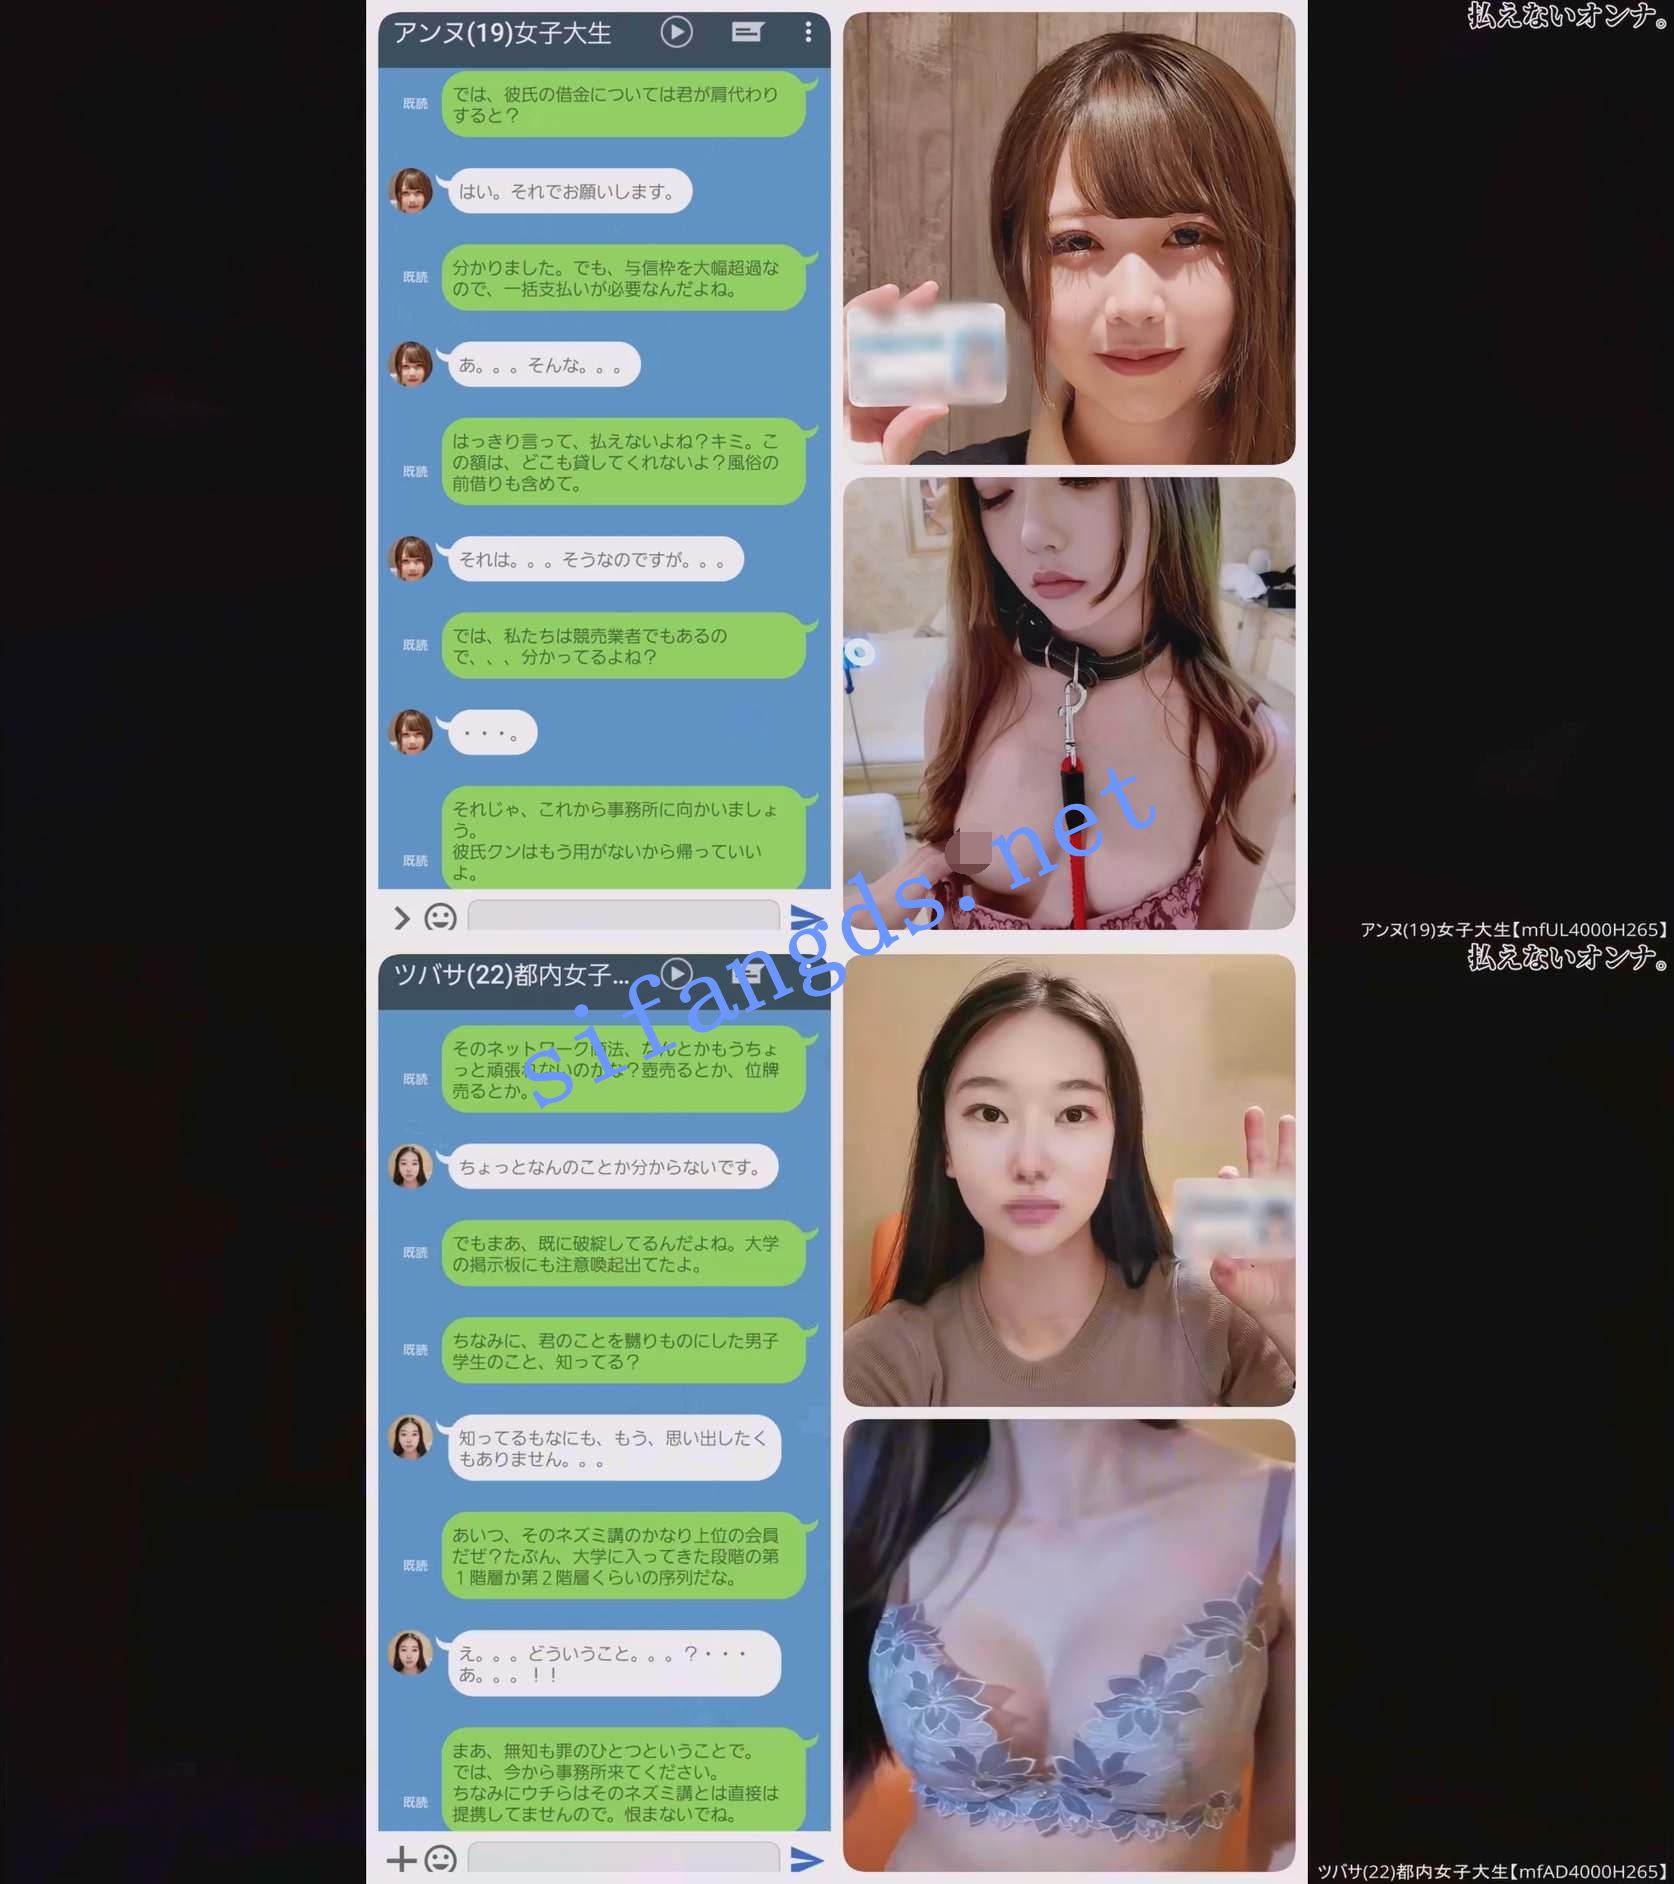 払えないオンナ。
アンヌ(19)女子大生
既読
では、彼氏の借金については君が肩代わり
すると？
はい。それでお願いします。
既読
分かりました。でも、与信枠を大幅超過な
ので、一括支払いが必要なんだよね。
あ。。。そんな。。。
既読
はっきり言って、払えないよね？キミ。こ
の額は、どこも貸してくれないよ？風俗の
前借りも含めて。
それは。。。そうなのですが。。。
既読
では、私たちは競売業者でもあるの
で、、、分かってるよね？
・・・。
既読
それじゃ、これから事務所に向かいましょ
う。
彼氏クンはもう用がないから帰っていい
よ。
アンヌ(19)女子大生【mfUL4000H265】
sifangds.net
払えないオンナ。
ツバサ(22)都内女子...
既読
そのネットワーク商法、なんとかもうちょ
っと頑張れないのかな？壺売るとか、位牌
売るとか。
ちょっとなんのことか分からないです。
既読
でもまあ、既に破綻してるんだよね。大学
の掲示板にも注意喚起出てたよ。
既読
ちなみに、君のことを嬲りものにした男子
学生のこと、知ってる？
知ってるもなにも、もう、思い出したく
もありません。。。
既読
あいつ、そのネズミ講のかなり上位の会員
だぜ？たぶん、大学に入ってきた段階の第
１階層か第２階層くらいの序列だな。
え。。。どういうこと。。。？・・・
あ。。。！！
既読
まあ、無知も罪のひとつということで。
では、今から事務所来てください。
ちなみにウチらはそのネズミ講とは直接は
提携してませんので。恨まないでね。
ツバサ(22)都内女子大生【mfAD4000H265】